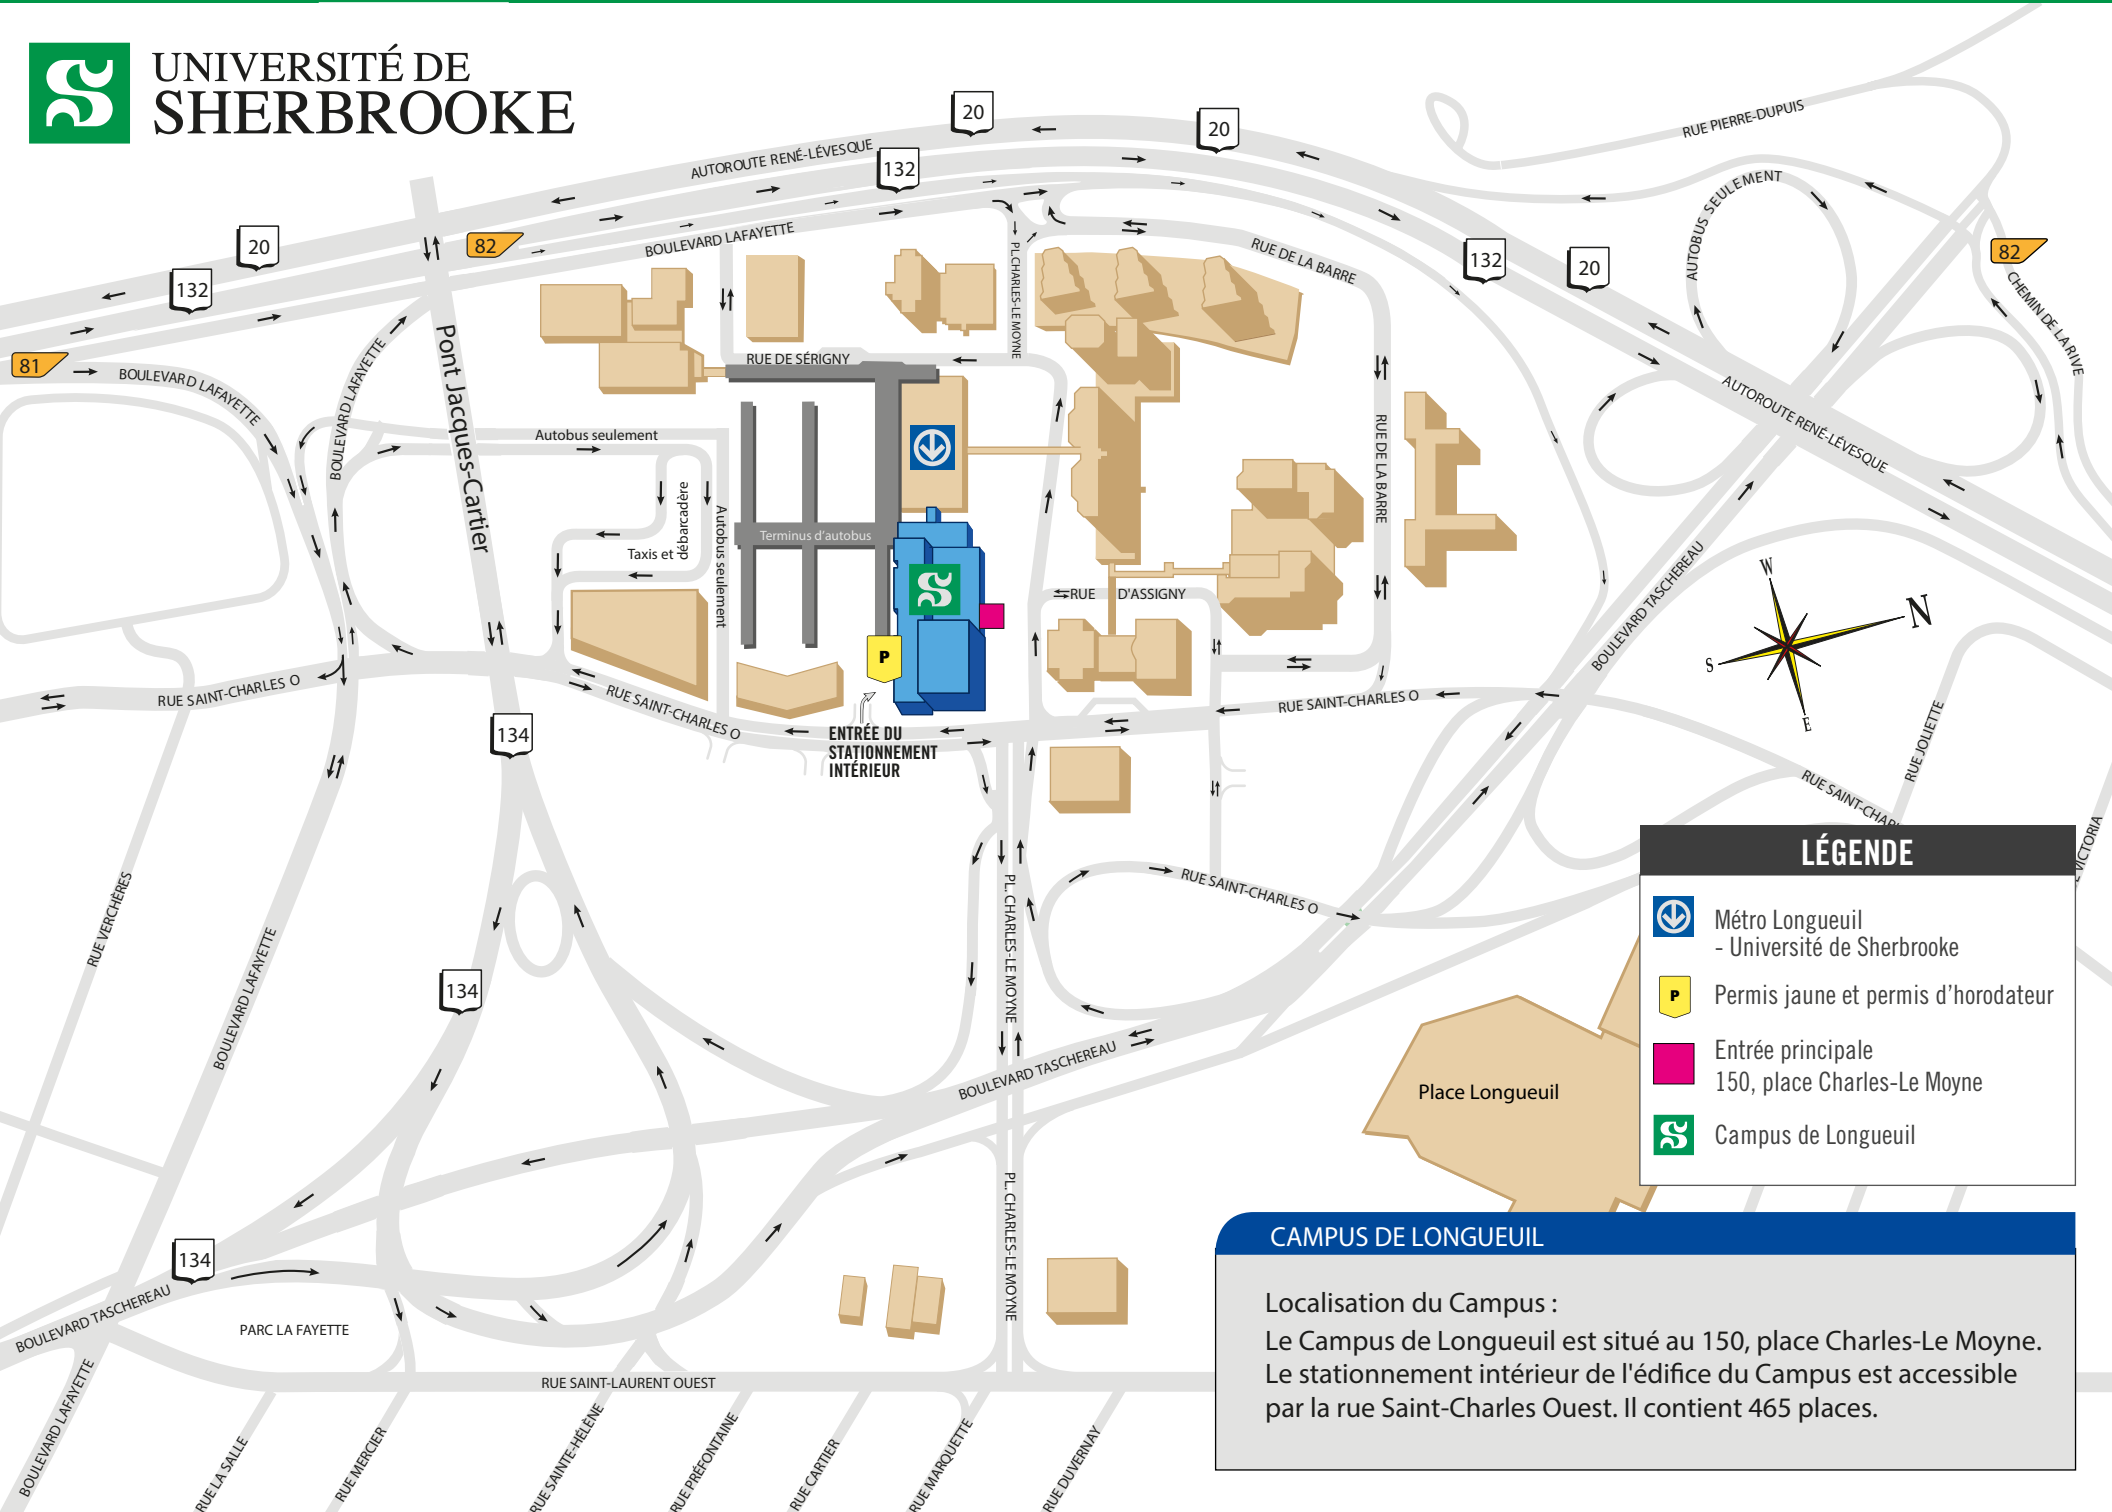 UNIVERSITÉ DE
SHERBROOKE
20
20
132
AUTOROUTE RENÉ-LÉVESQUE
RUE PIERRE-DUPUIS
AUTOBUS SEULEMENT
20
82
132
BOULEVARD LAFAYETTE
PL.CHARLES-LE MOYNE
RUE DE LA BARRE
132
20
82
CHEMIN DE LA RIVE
81
BOULEVARD LAFAYETTE
BOULEVARD LAFAYETTE
Pont Jacques-Cartier
RUE DE SÉRIGNY
AUTOROUTE RENÉ-LÉVESQUE
RUE DE LA BARRE
Autobus seulement
Taxis et
débarcadère
Autobus seulement
Terminus d'autobus
RUE D'ASSIGNY
BOULEVARD TASCHEREAU
W
N
S
E
P
RUE SAINT-CHARLES O
RUE SAINT-CHARLES O
RUE SAINT-CHARLES O
ENTRÉE DU
STATIONNEMENT
INTÉRIEUR
134
RUE JOLIETTE
RUE SAINT-CHAR
VICTORIA
RUE VERCHÈRES
BOULEVARD LAFAYETTE
134
PL. CHARLES-LE MOYNE
RUE SAINT-CHARLES O
BOULEVARD TASCHEREAU
Place Longueuil
LÉGENDE
Métro Longueuil
- Université de Sherbrooke
P
Permis jaune et permis d'horodateur
Entrée principale
150, place Charles-Le Moyne
Campus de Longueuil
PL. CHARLES-LE MOYNE
134
BOULEVARD TASCHEREAU
PARC LA FAYETTE
BOULEVARD LAFAYETTE
RUE SAINT-LAURENT OUEST
RUE LA SALLE
RUE MERCIER
RUE SAINTE-HÉLÈNE
RUE PRÉFONTAINE
RUE CARTIER
RUE MARQUETTE
RUE DUVERNAY
CAMPUS DE LONGUEUIL
Localisation du Campus :
Le Campus de Longueuil est situé au 150, place Charles-Le Moyne.
Le stationnement intérieur de l'édifice du Campus est accessible
par la rue Saint-Charles Ouest. Il contient 465 places.